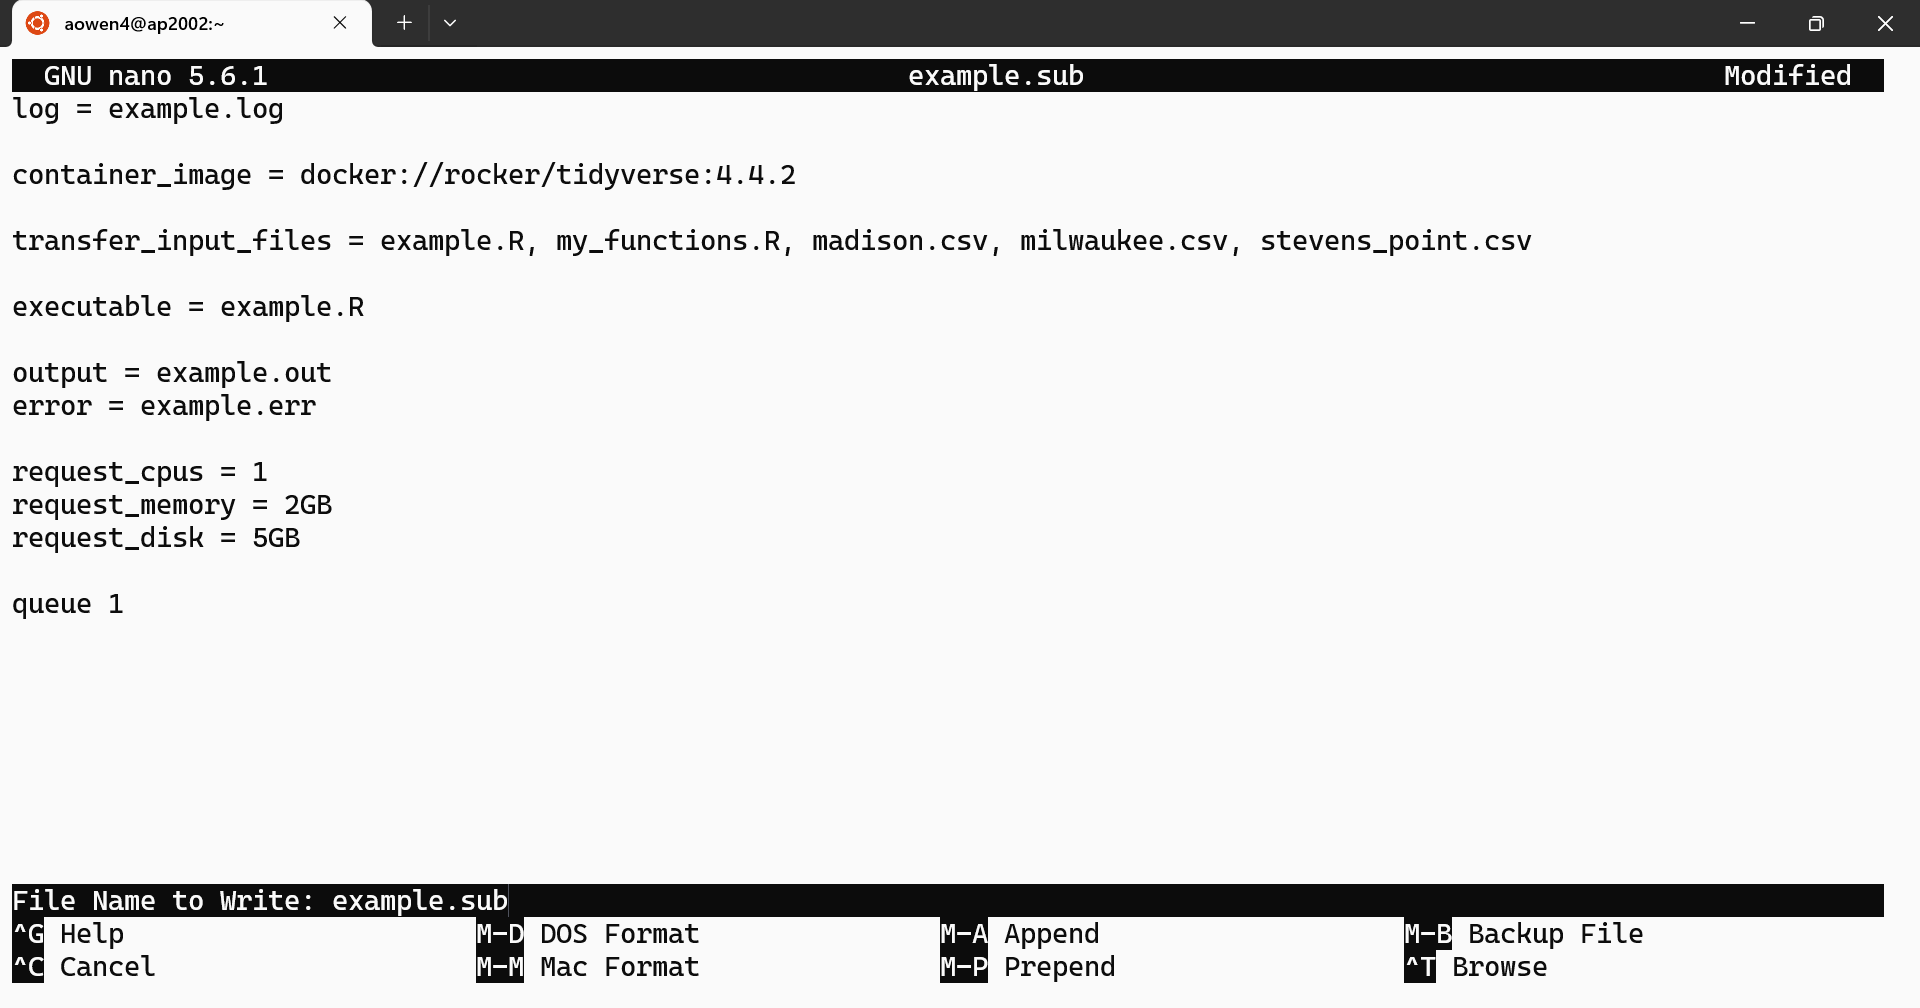 aowen4@ap2002:~
GNU nano 5.6.1 example.sub Modified
log = example.log
container_image = docker://rocker/tidyverse:4.4.2
transfer_input_files = example.R, my_functions.R, madison.csv, milwaukee.csv, stevens_point.csv
executable = example.R
output = example.out
error = example.err
request_cpus = 1
request_memory = 2GB
request_disk = 5GB
queue 1
File Name to Write: example.sub
^G Help M-D DOS Format M-A Append M-B Backup File
^C Cancel M-M Mac Format M-P Prepend ^T Browse